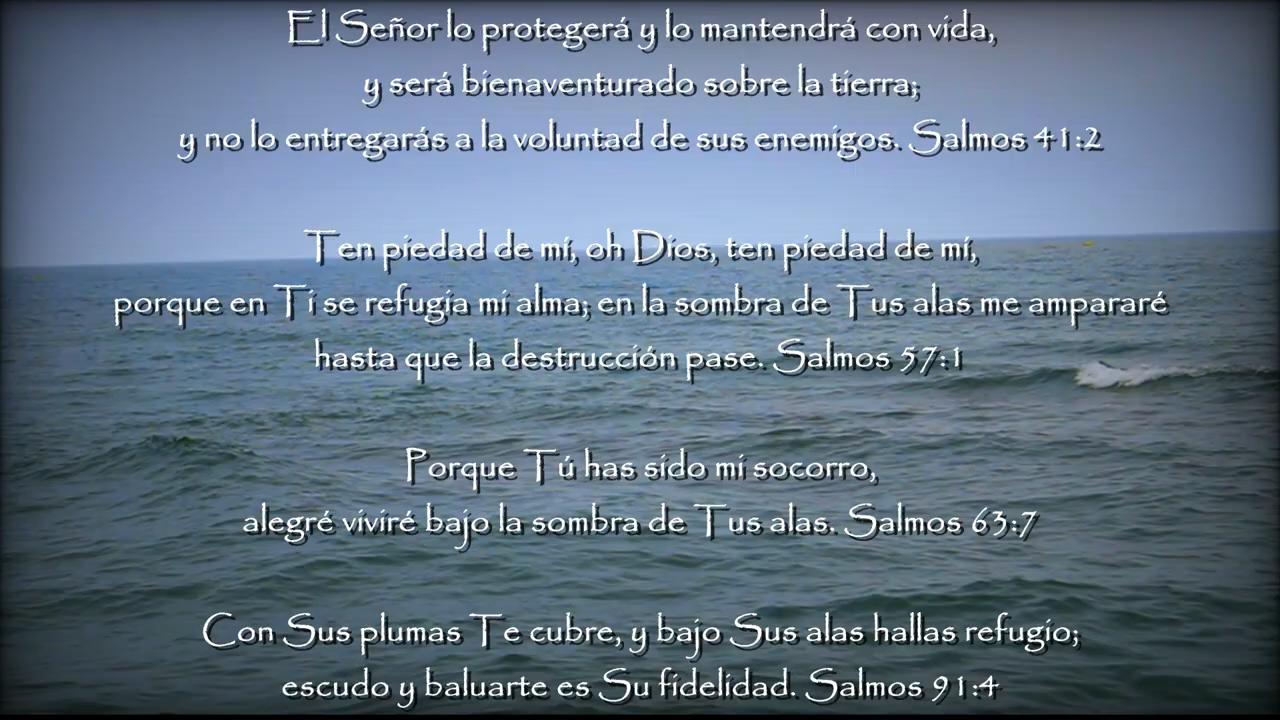 El Señor lo protegerá y lo mantendrá con vida,
y será bienaventurado sobre la tierra;
y no lo entregarás a la voluntad de sus enemigos. Salmos 41:2
Ten piedad de mí, oh Dios, ten piedad de mí,
porque en Ti se refugia mi alma; en la sombra de Tus alas me ampararé
hasta que la destrucción pase. Salmos 57:1
Porque Tú has sido mi socorro,
alegré viviré bajo la sombra de Tus alas. Salmos 63:7
Con Sus plumas Te cubre, y bajo Sus alas hallas refugio;
escudo y baluarte es Su fidelidad. Salmos 91:4